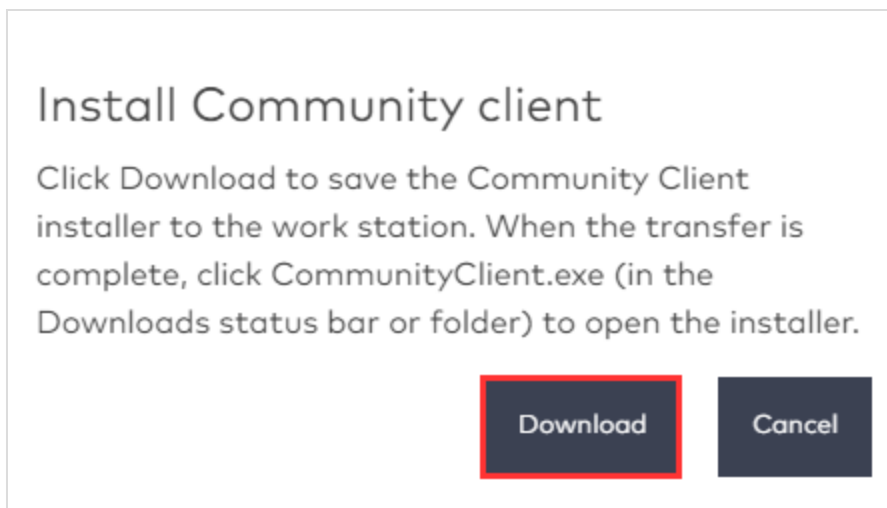 Install Community client
Click Download to save the Community Client
installer to the work station. When the transfer is
complete, click CommunityClient.exe (in the
Downloads status bar or folder) to open the installer.
Download
Cancel